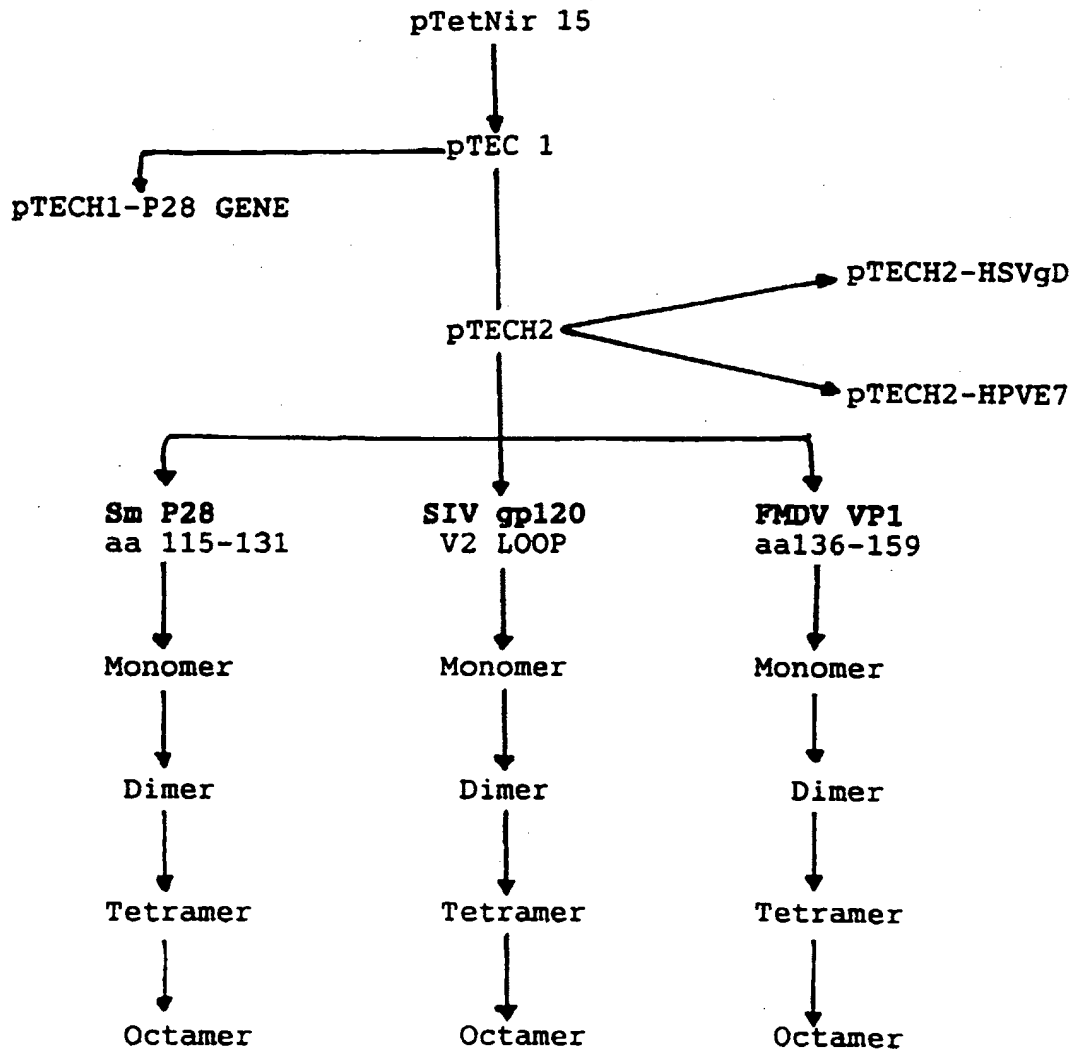 pTetNir 15
pTEC 1
pTECH1-P28 GENE
pTECH2-HSVgD
pTECH2
pTECH2-HPVE7
Sm P28
aa 115-131
SIV gp120
V2 LOOP
FMDV VP1
aa136-159
Monomer
Monomer
Monomer
Dimer
Dimer
Dimer
Tetramer
Tetramer
Tetramer
Octamer
Octamer
Octamer